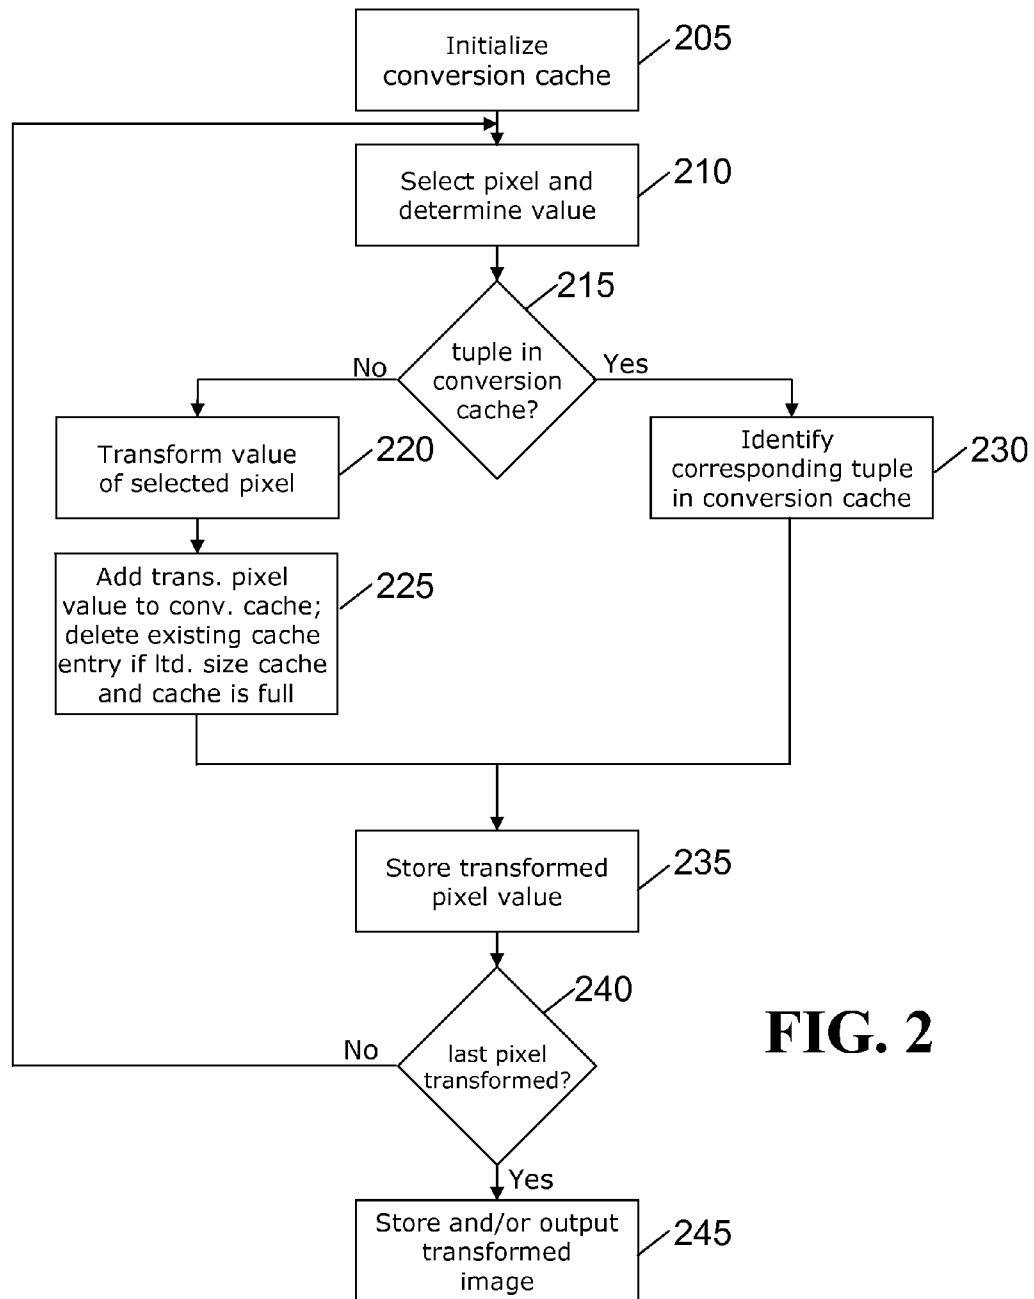 Initialize
conversion cache
205
Select pixel and
determine value
210
215
tuple in
conversion
cache?
No
Yes
Transform value
of selected pixel
220
Identify
corresponding tuple
in conversion cache
230
Add trans. pixel
value to conv. cache;
delete existing cache
entry if ltd. size cache
and cache is full
225
Store transformed
pixel value
235
240
last pixel
transformed?
No
Yes
FIG. 2
Store and/or output
transformed
image
245